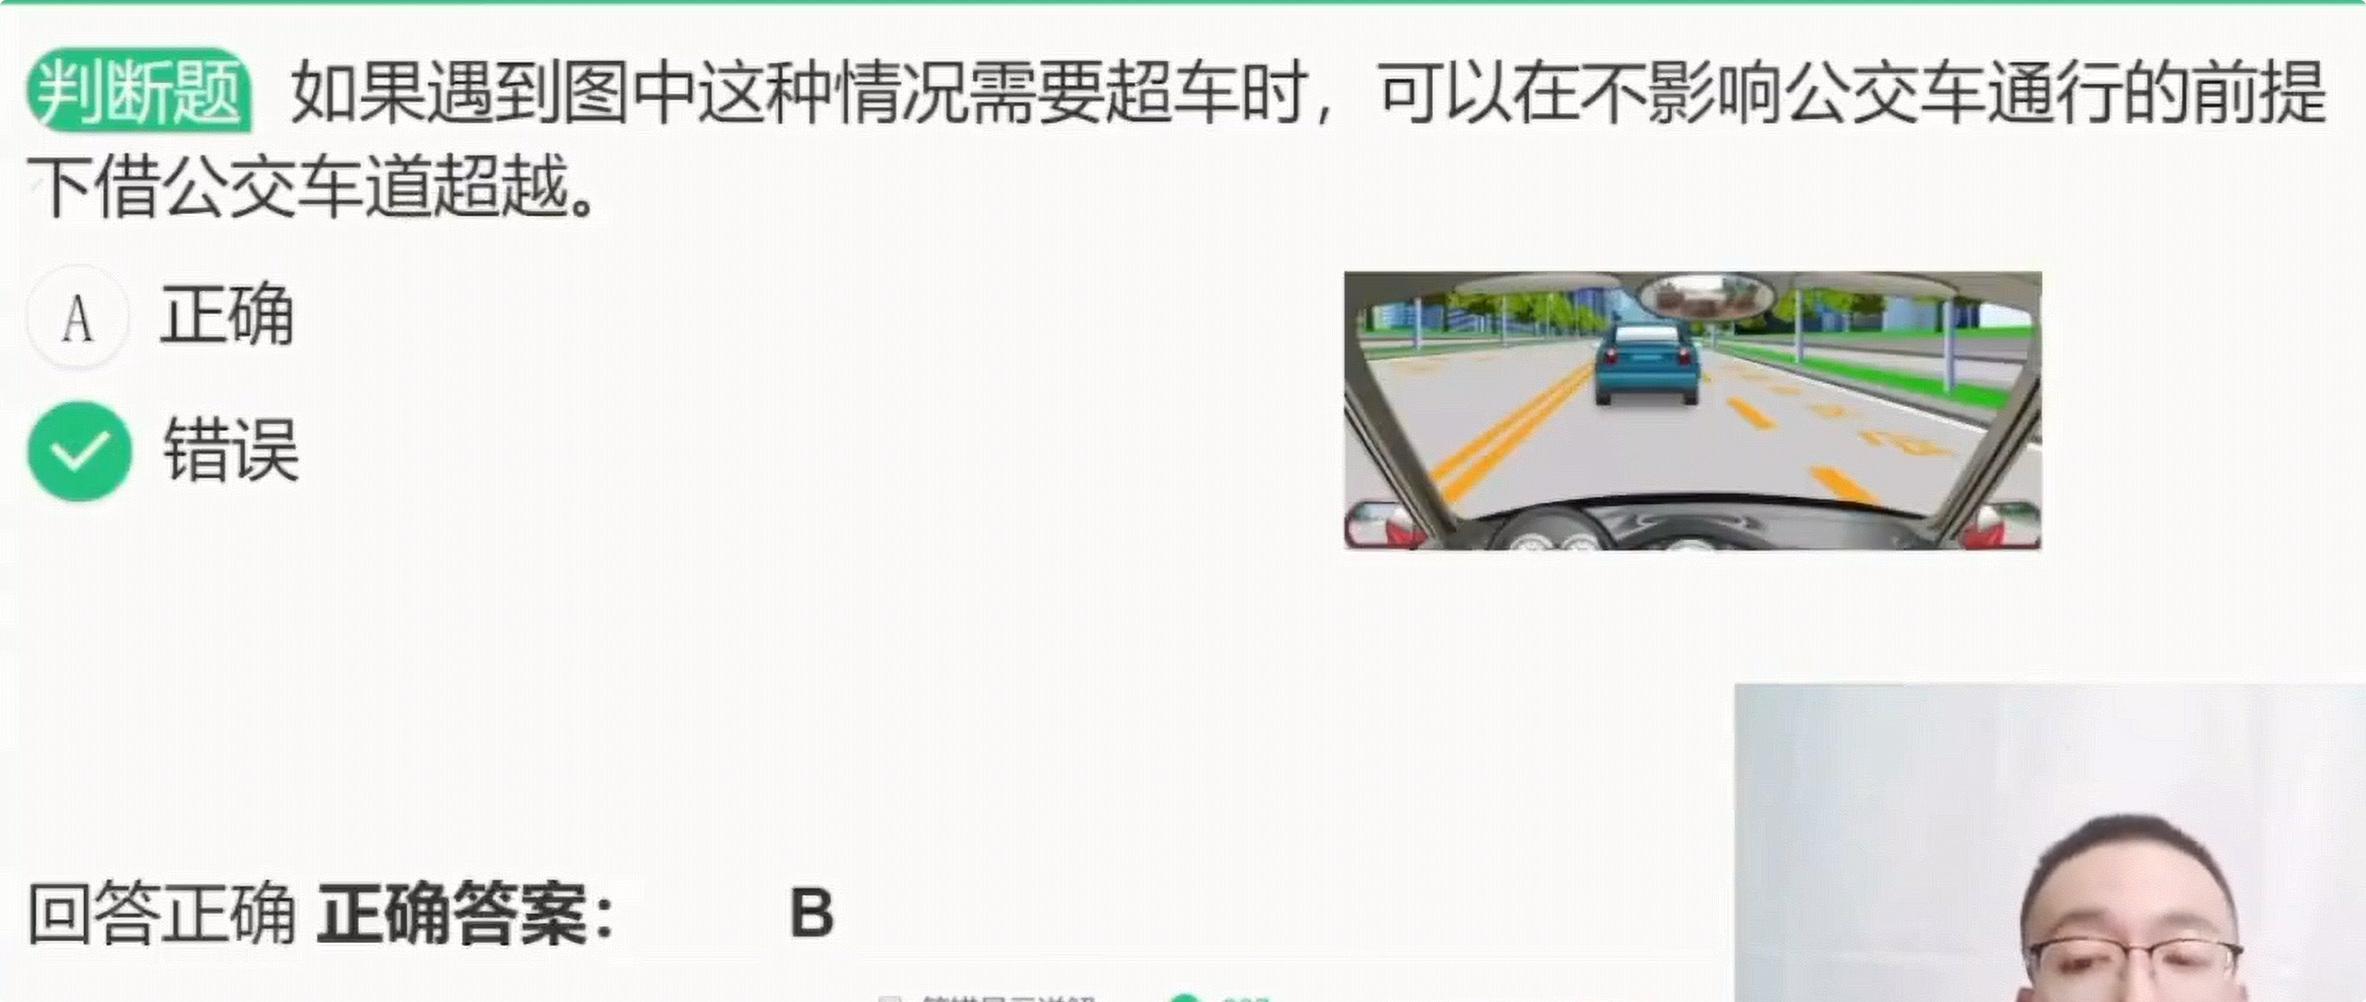 判断题 如果遇到图中这种情况需要超车时，可以在不影响公交车通行的前提
下借公交车道超越。
A 正确
错误
回答正确 正确答案： B